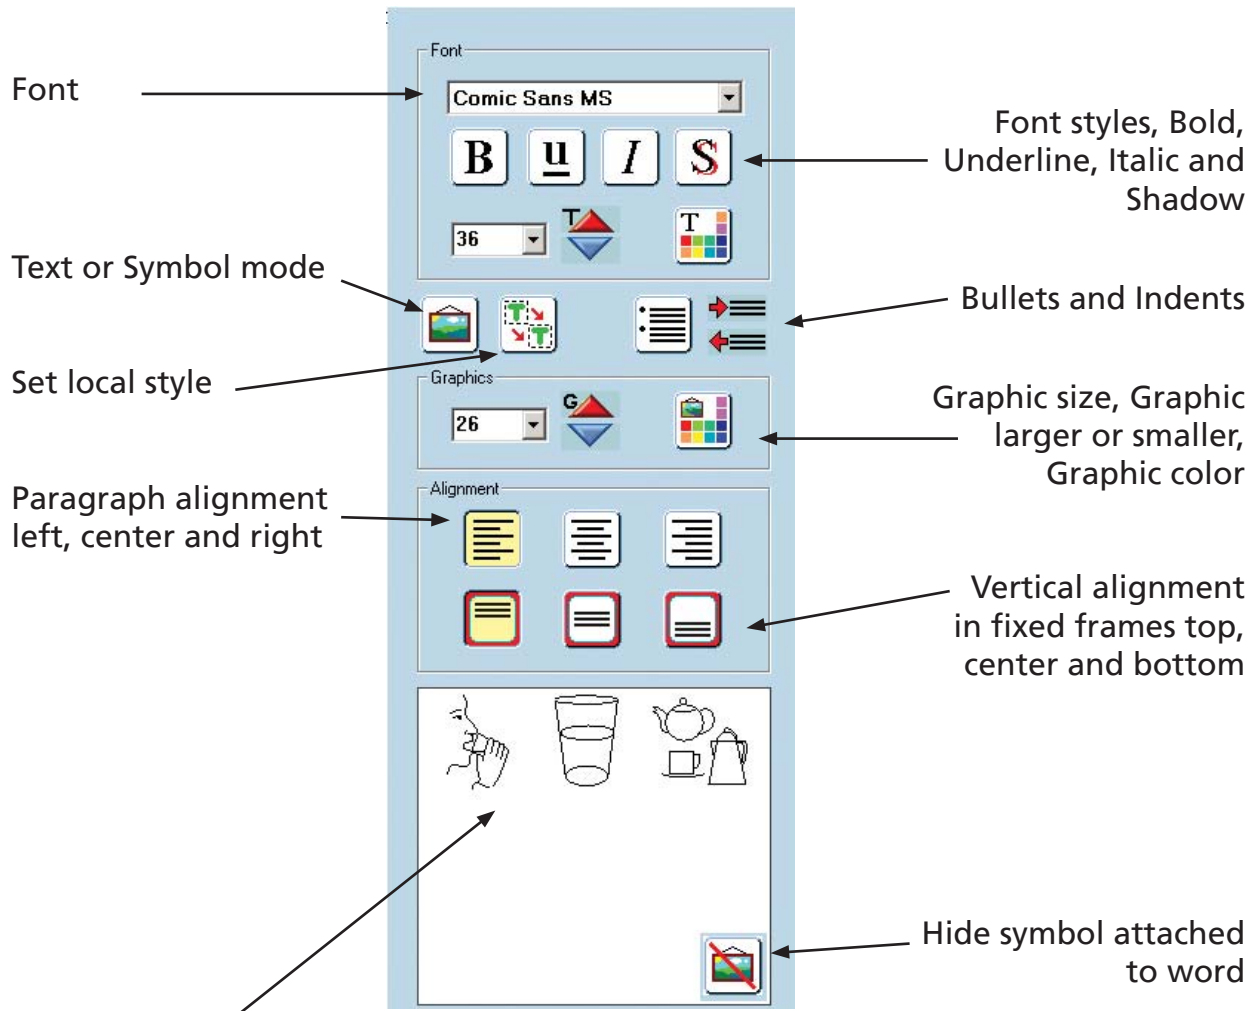 Font
Font
Comic Sans MS
B u I S
Font styles, Bold,
Underline, Italic and
Shadow
36
T
T
Text or Symbol mode
T
T
Bullets and Indents
Set local style
Graphics
26
G
Graphic size, Graphic
larger or smaller,
Graphic color
Paragraph alignment
left, center and right
Alignment
Vertical alignment
in fixed frames top,
center and bottom
Hide symbol attached
to word